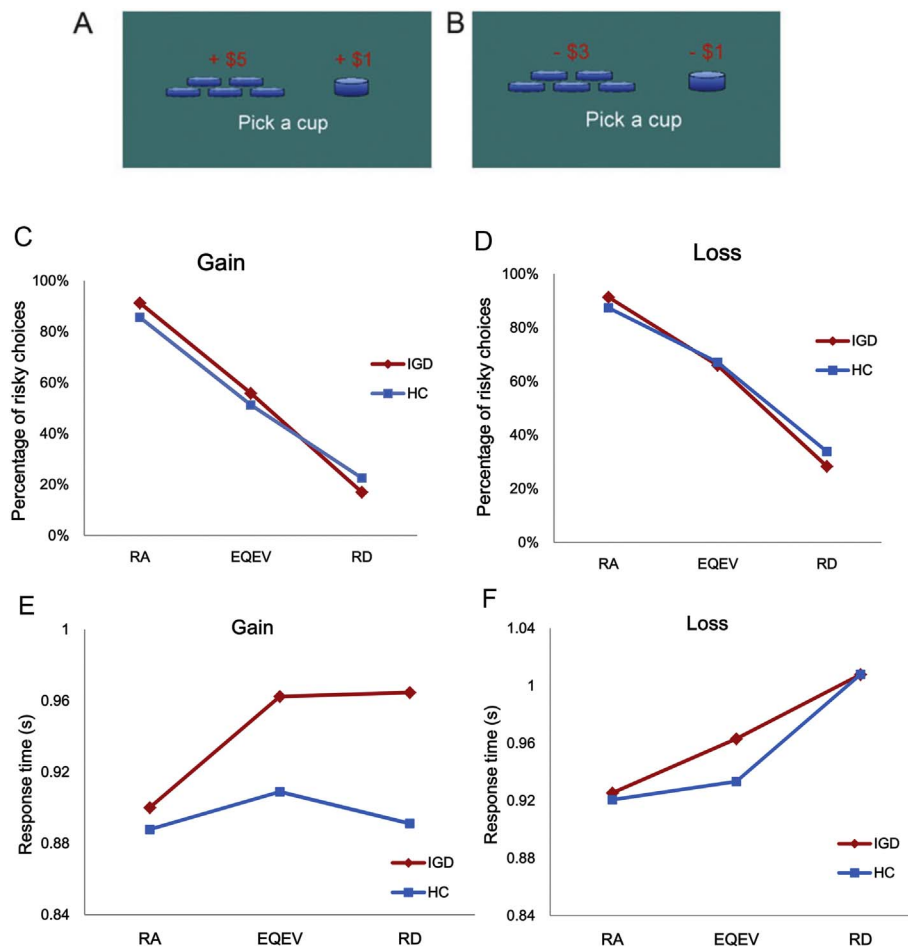 A
+ $5
+ $1
Pick a cup
B
- $3
- $1
Pick a cup
C
Gain
100%
80%
60%
40%
20%
0%
Percentage of risky choices
IGD
HC
RA
EQEV
RD
D
Loss
100%
80%
60%
40%
20%
0%
Percentage of risky choices
IGD
HC
RA
EQEV
RD
E
Gain
1
0.96
0.92
0.88
0.84
Response time (s)
IGD
HC
RA
EQEV
RD
F
Loss
1.04
1
0.96
0.92
0.88
0.84
Response time (s)
IGD
HC
RA
EQEV
RD